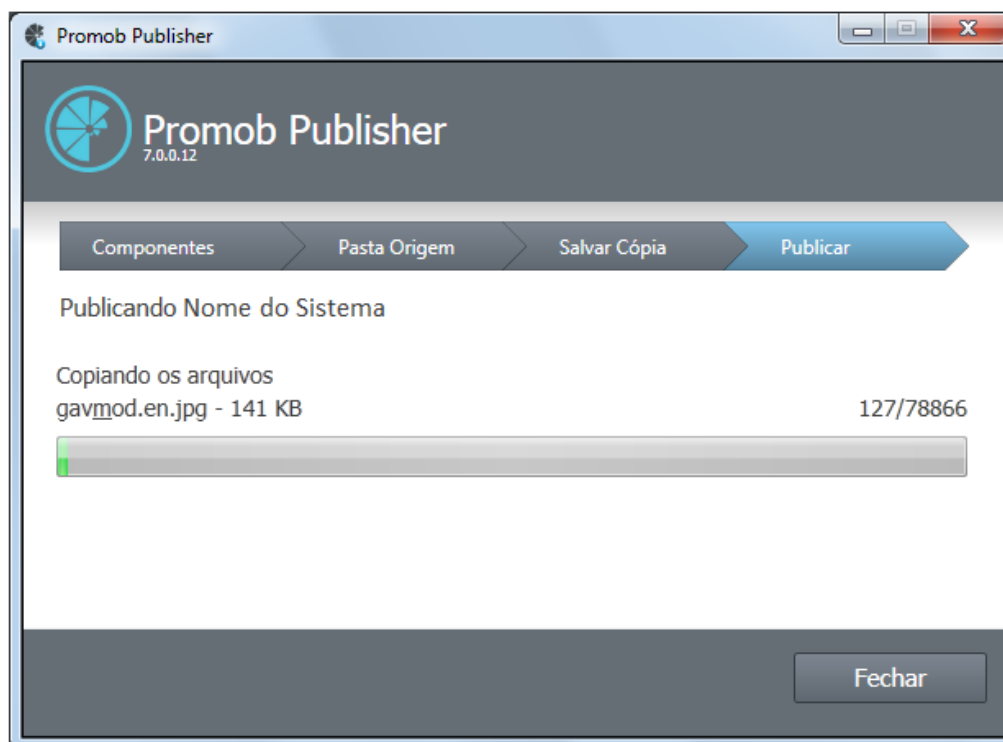 Promob Publisher
Promob Publisher
7.0.0.12
Componentes Pasta Origem Salvar Cópia Publicar
Publicando Nome do Sistema
Copiando os arquivos
gavmod.en.jpg - 141 KB 127/78866
Fechar